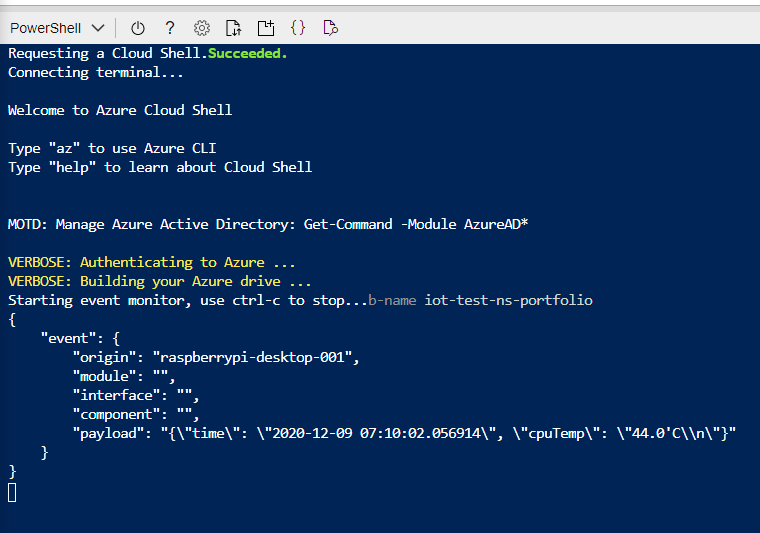 PowerShell
Requesting a Cloud Shell.Succeeded.
Connecting terminal...
Welcome to Azure Cloud Shell
Type "az" to use Azure CLI
Type "help" to learn about Cloud Shell
MOTD: Manage Azure Active Directory: Get-Command -Module AzureAD*
VERBOSE: Authenticating to Azure ...
VERBOSE: Building your Azure drive ...
Starting event monitor, use ctrl-c to stop...b-name iot-test-ns-portfolio
{
    "event": {
        "origin": "raspberrypi-desktop-001",
        "module": "",
        "interface": "",
        "component": "",
        "payload": "{\"time\": \"2020-12-09 07:10:02.056914\", \"cpuTemp\": \"44.0'C\\n\"}"
    }
}